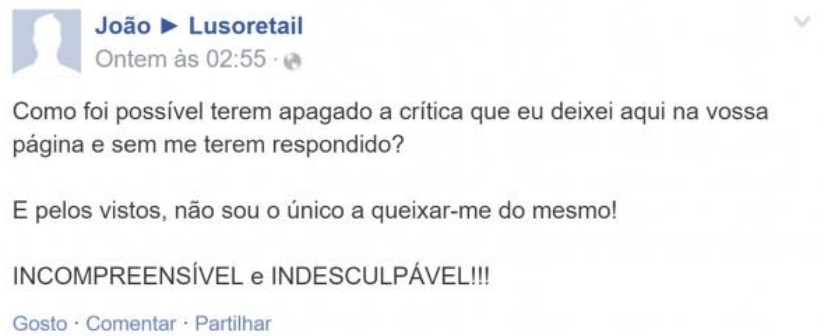 João ► Lusoretail
Ontem às 02:55 ·
Como foi possível terem apagado a crítica que eu deixei aqui na vossa
página e sem me terem respondido?
E pelos vistos, não sou o único a queixar-me do mesmo!
INCOMPREENSÍVEL e INDESCULPÁVEL!!!
Gosto · Comentar · Partilhar